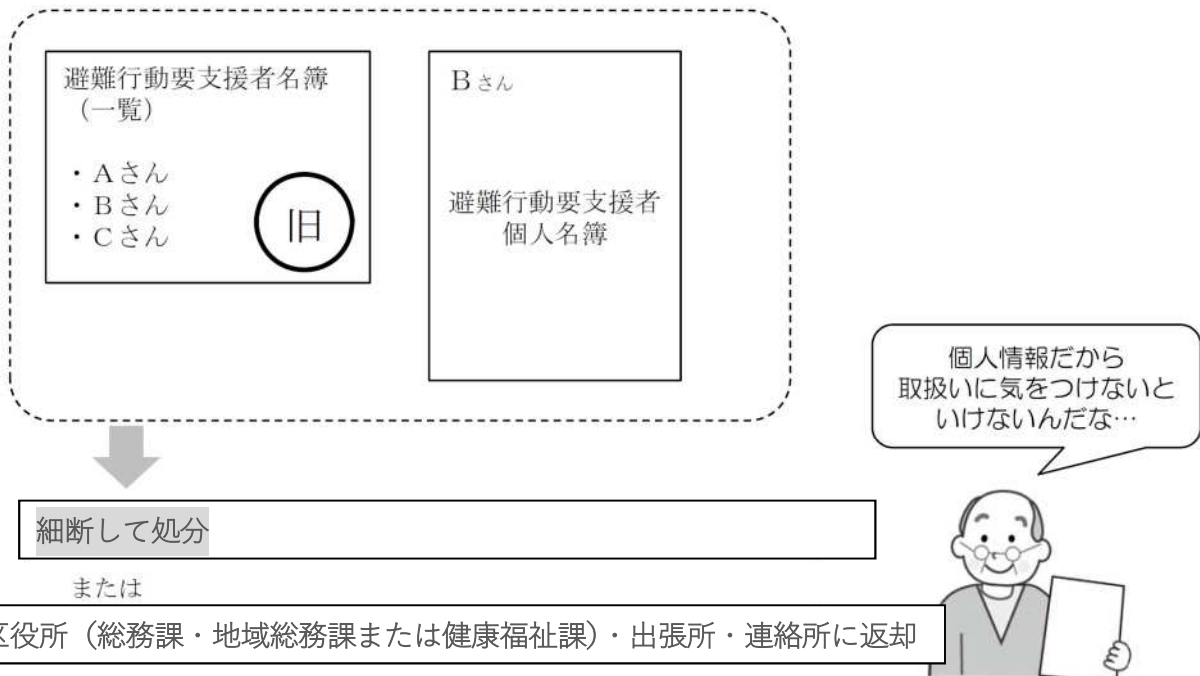 避難行動要支援者名簿
（一覧）
・Aさん
・Bさん
・Cさん
旧
Bさん
避難行動要支援者
個人名簿
個人情報だから
取扱いに気をつけないと
いけないんだな…
細断して処分
または
区役所（総務課・地域総務課または健康福祉課）・出張所・連絡所に返却